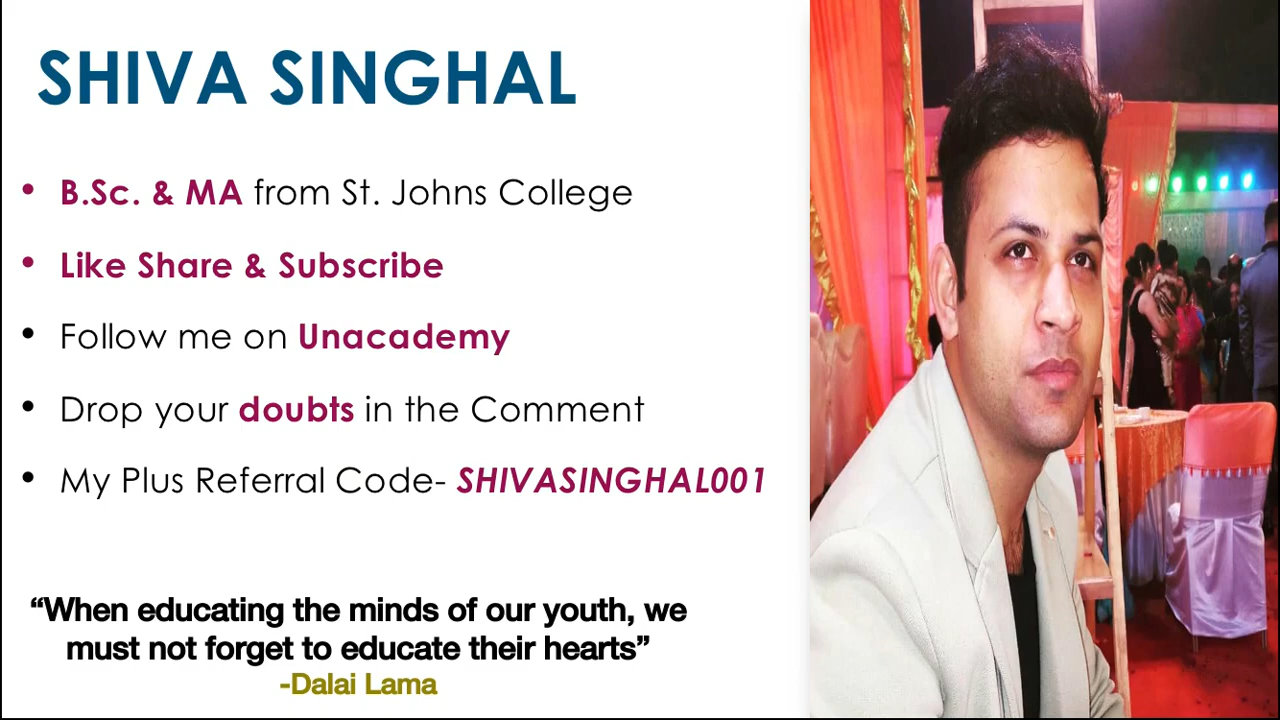 SHIVA SINGHAL
• B.Sc. & MA from St. Johns College
• Like Share & Subscribe
• Follow me on Unacademy
• Drop your doubts in the Comment
• My Plus Referral Code- SHIVASINGHAL001
“When educating the minds of our youth, we
must not forget to educate their hearts”
-Dalai Lama